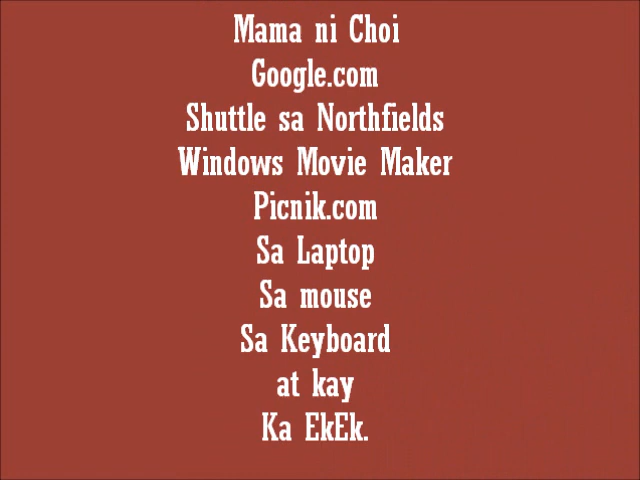 Mama ni Choi
Google.com
Shuttle sa Northfields
Windows Movie Maker
Picnik.com
Sa Laptop
Sa mouse
Sa Keyboard
at kay
Ka EkEk.